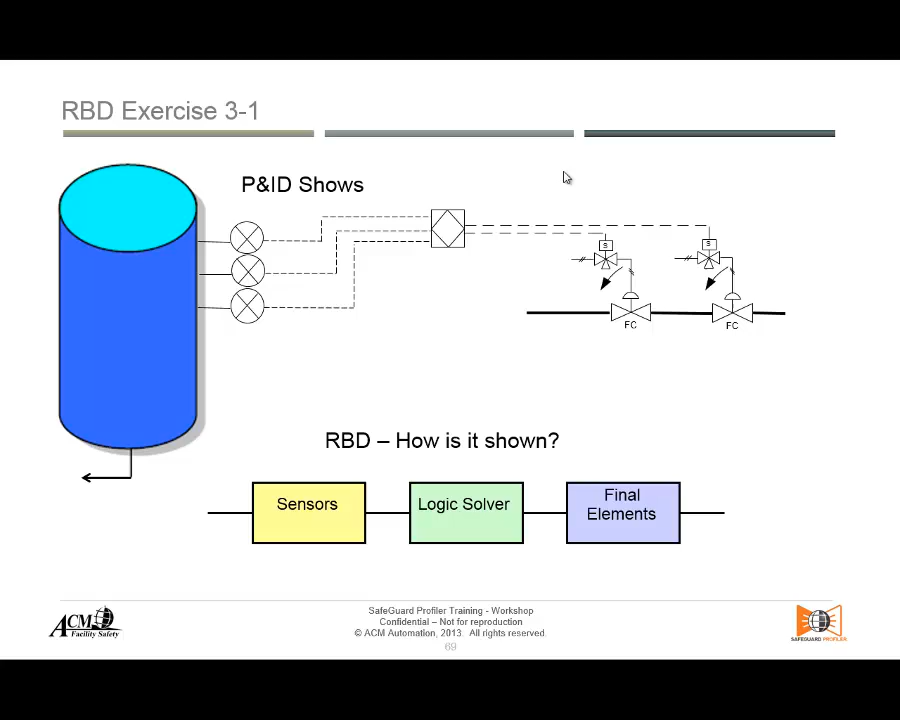 RBD Exercise 3-1
P&ID Shows
S
S
FC
FC
RBD – How is it shown?
Sensors
Logic Solver
Final
Elements
ACM
Facility Safety
SafeGuard Profiler Training - Workshop
Confidential – Not for reproduction
© ACM Automation, 2013. All rights reserved.
69
SAFEGUARD PROFILER